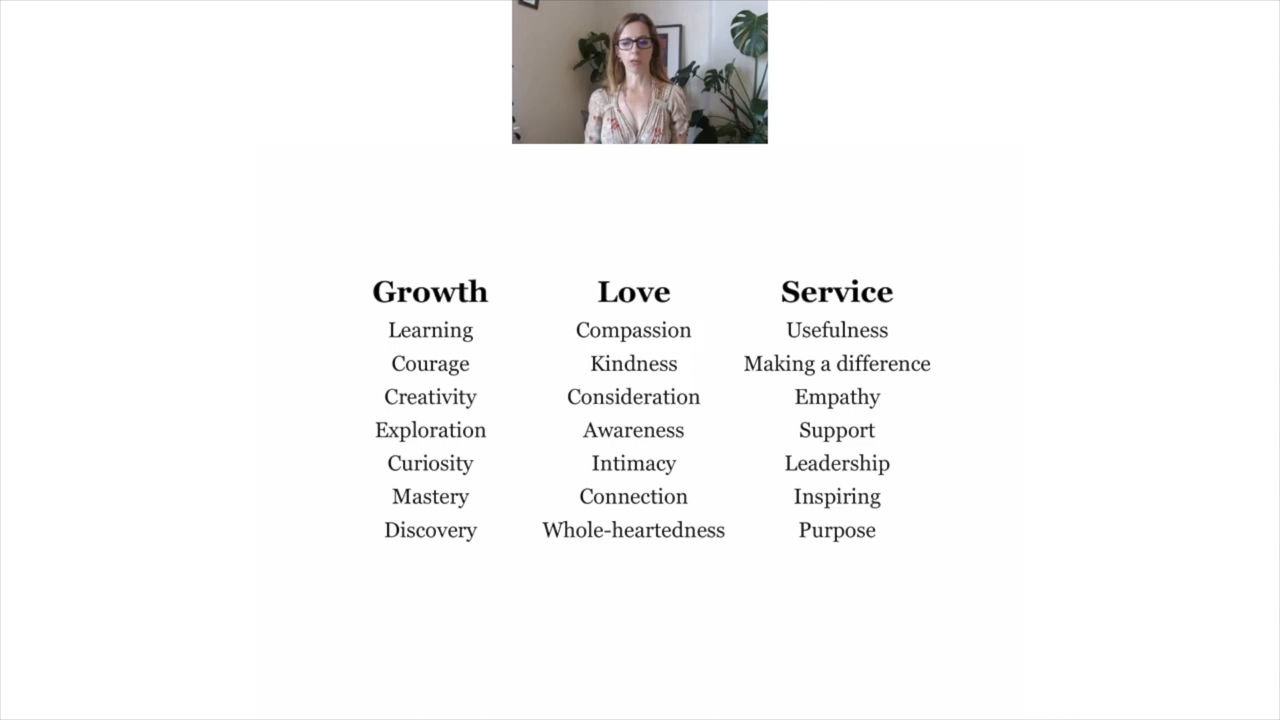 Growth
Learning
Courage
Creativity
Exploration
Curiosity
Mastery
Discovery
Love
Compassion
Kindness
Consideration
Awareness
Intimacy
Connection
Whole-heartedness
Service
Usefulness
Making a difference
Empathy
Support
Leadership
Inspiring
Purpose